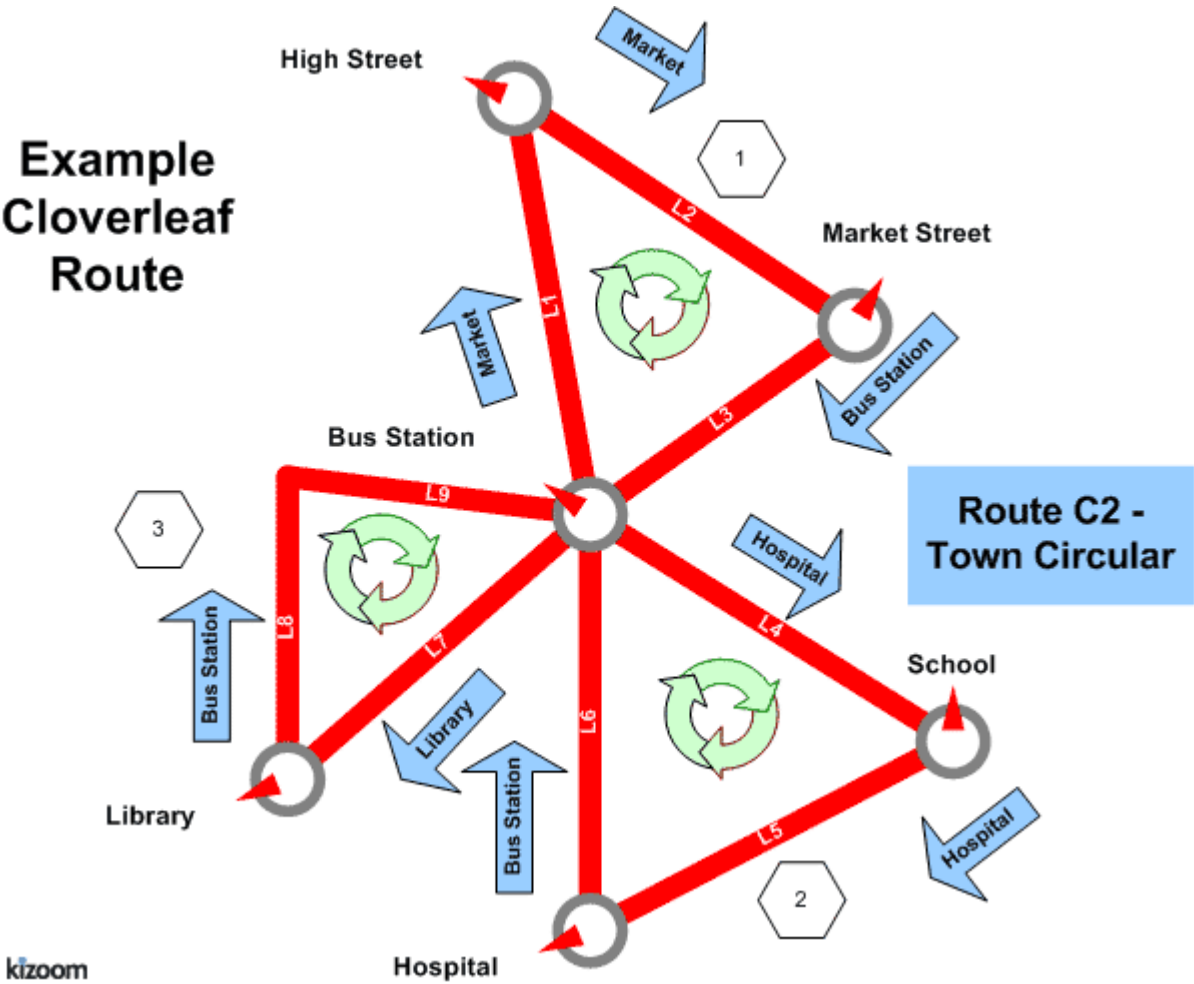 High Street
Market
Example
Cloverleaf
Route
1
L2
Market Street
L1
Market
Bus Station
L3
Bus Station
L9
3
Route C2 -
Town Circular
Hospital
L8
L7
L4
Bus Station
School
Library
L6
Bus Station
Library
L5
Hospital
2
Hospital
kizoom